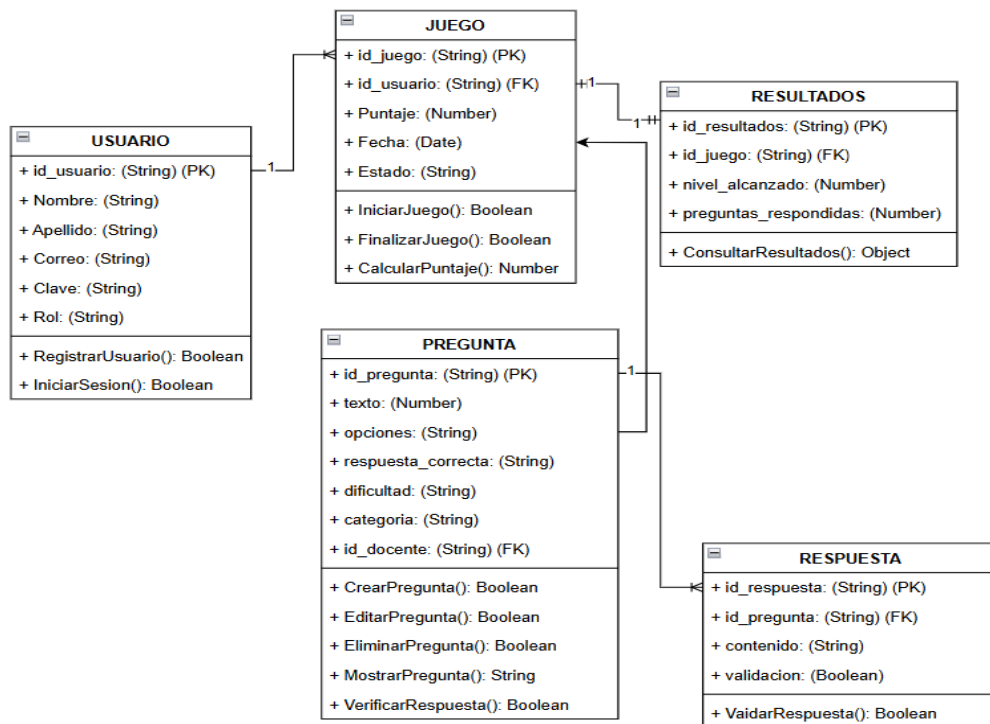 JUEGO
+ id_juego: (String) (PK)
+ id_usuario: (String) (FK)
+ Puntaje: (Number)
+ Fecha: (Date)
+ Estado: (String)
+ IniciarJuego(): Boolean
+ FinalizarJuego(): Boolean
+ CalcularPuntaje(): Number
1
1
RESULTADOS
+ id_resultados: (String) (PK)
+ id_juego: (String) (FK)
+ nivel_alcanzado: (Number)
+ preguntas_respondidas: (Number)
+ ConsultarResultados(): Object
USUARIO
+ id_usuario: (String) (PK)
+ Nombre: (String)
+ Apellido: (String)
+ Correo: (String)
+ Clave: (String)
+ Rol: (String)
+ RegistrarUsuario(): Boolean
+ IniciarSesion(): Boolean
1
PREGUNTA
+ id_pregunta: (String) (PK)
+ texto: (Number)
+ opciones: (String)
+ respuesta_correcta: (String)
+ dificultad: (String)
+ categoria: (String)
+ id_docente: (String) (FK)
+ CrearPregunta(): Boolean
+ EditarPregunta(): Boolean
+ EliminarPregunta(): Boolean
+ MostrarPregunta(): String
+ VerificarRespuesta(): Boolean
1
RESPUESTA
+ id_respuesta: (String) (PK)
+ id_pregunta: (String) (FK)
+ contenido: (String)
+ validacion: (Boolean)
+ VaidarRespuesta(): Boolean